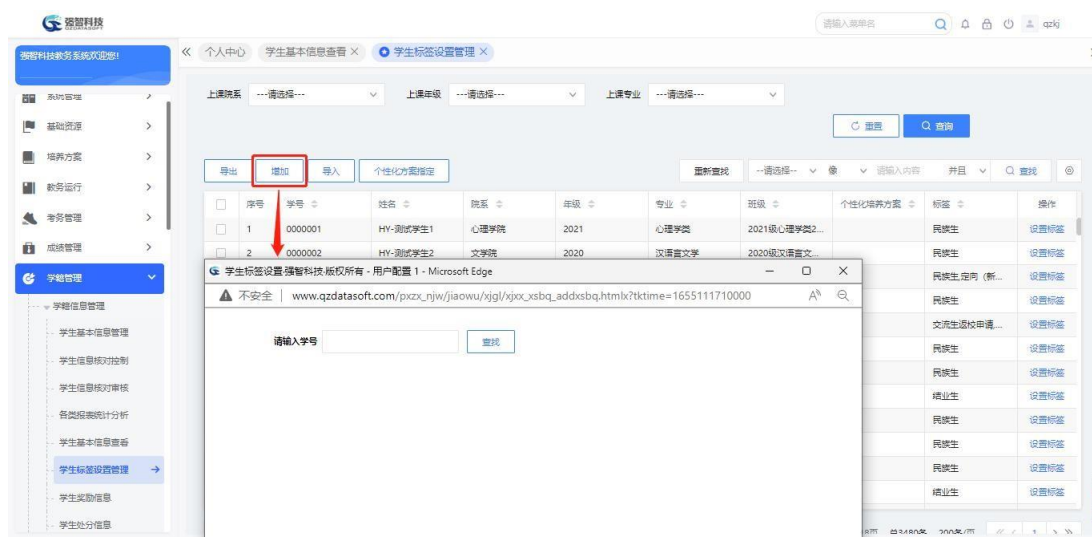 强智科技
QZDATASOFT
请输入菜单名
qzkj
强智科技教务系统欢迎您!
个人中心 学生基本信息查看 学生标签设置管理
系统管理
基础资源
培养方案
教务运行
考务管理
成绩管理
学籍管理
学籍信息管理
学生基本信息管理
学生信息核对控制
学生信息核对审核
各类报表统计分析
学生基本信息查看
学生标签设置管理
学生奖励信息
学生处分信息
上课院系 ---请选择--- 上课年级 ---请选择--- 上课专业 ---请选择---
重置 查询
导出 增加 导入 个性化方案指定 重新查找 --请选择-- 像 请输入内容 并且 查找
序号 学号 姓名 院系 年级 专业 班级 个性化培养方案 标签 操作
1 0000001 HY-测试学生1 心理学院 2021 心理学类 2021级心理学类2... 民族生 设置标签
2 0000002 HY-测试学生2 文学院 2020 汉语言文学 2020级汉语言文... 民族生 设置标签
民族生,定向（新... 设置标签
民族生 设置标签
交流生返校申请,... 设置标签
民族生 设置标签
民族生 设置标签
结业生 设置标签
民族生 设置标签
民族生 设置标签
民族生 设置标签
结业生 设置标签
学生标签设置-强智科技-版权所有 - 用户配置 1 - Microsoft Edge
不安全 | www.qzdatasoft.com/pxzx_njw/jiaowu/xjgl/xjxx_xsbq_addxsbq.htmlx?tktime=1655111710000
请输入学号 查找
总3480条 200条/页 1